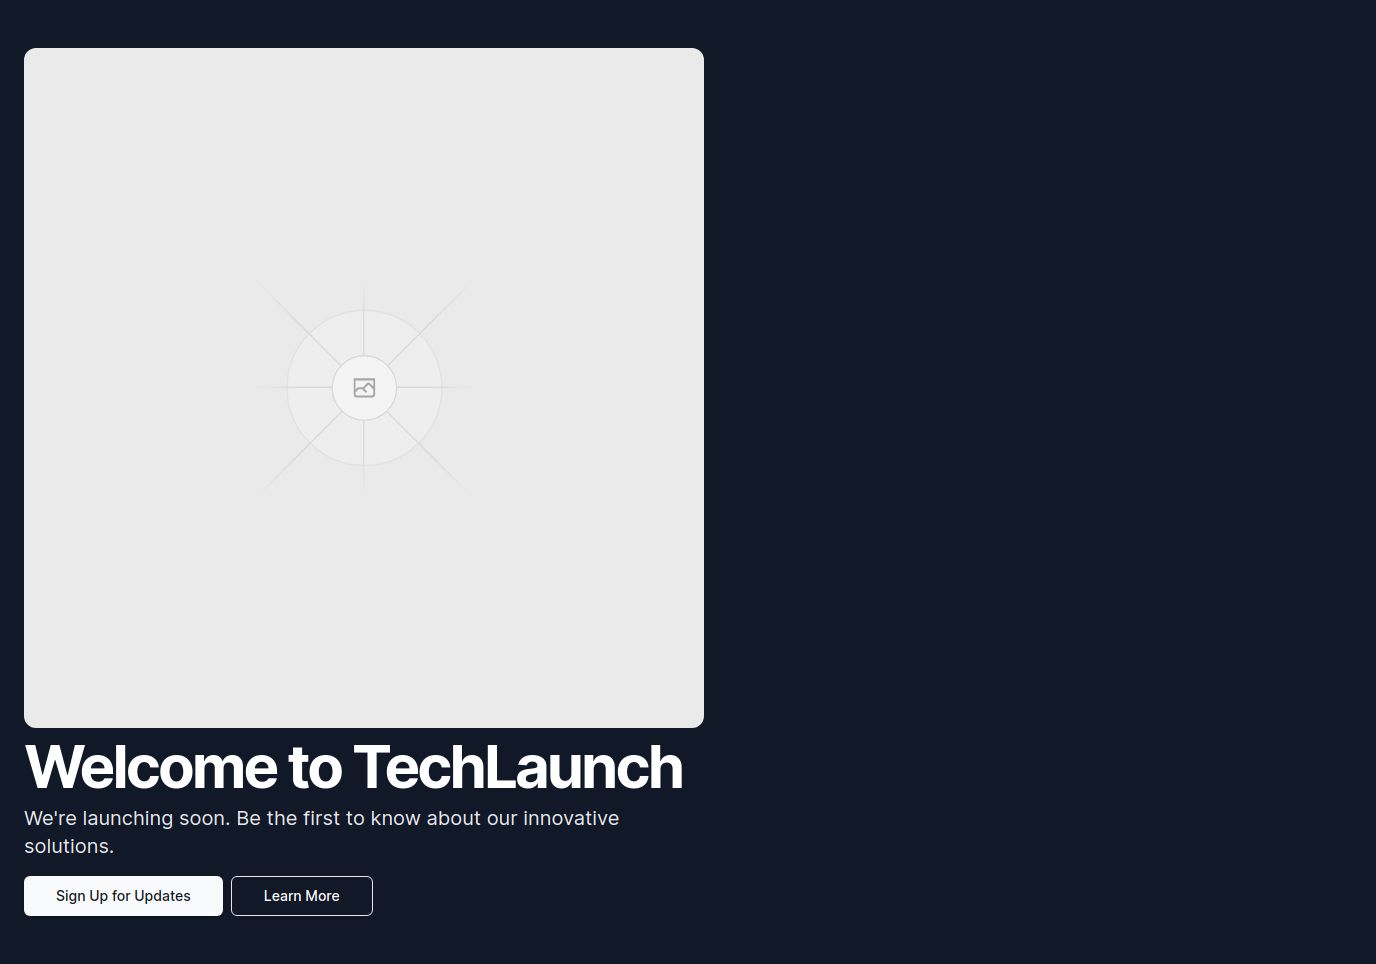 Welcome to TechLaunch
We're launching soon. Be the first to know about our innovative
solutions.
Sign Up for Updates
Learn More